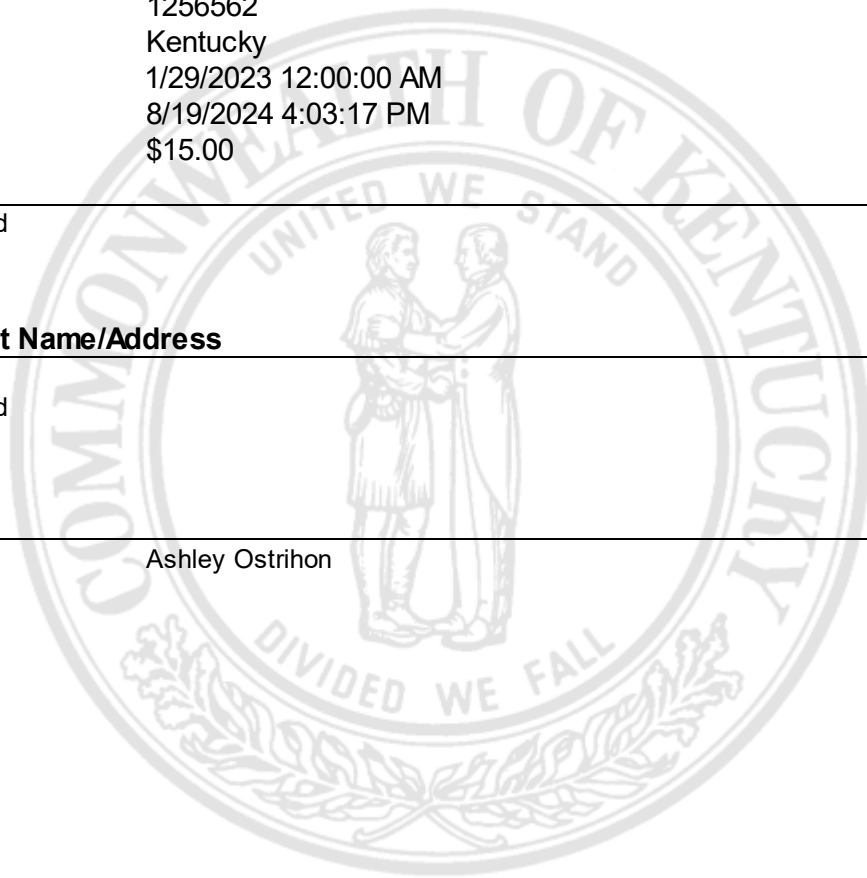 1256562
Kentucky
1/29/2023 12:00:00 AM
8/19/2024 4:03:17 PM
$15.00
d
t Name/Address
d
Ashley Ostrihon
COMMONWEALTH OF KENTUCKY
UNITED WE STAND
DIVIDED WE FALL